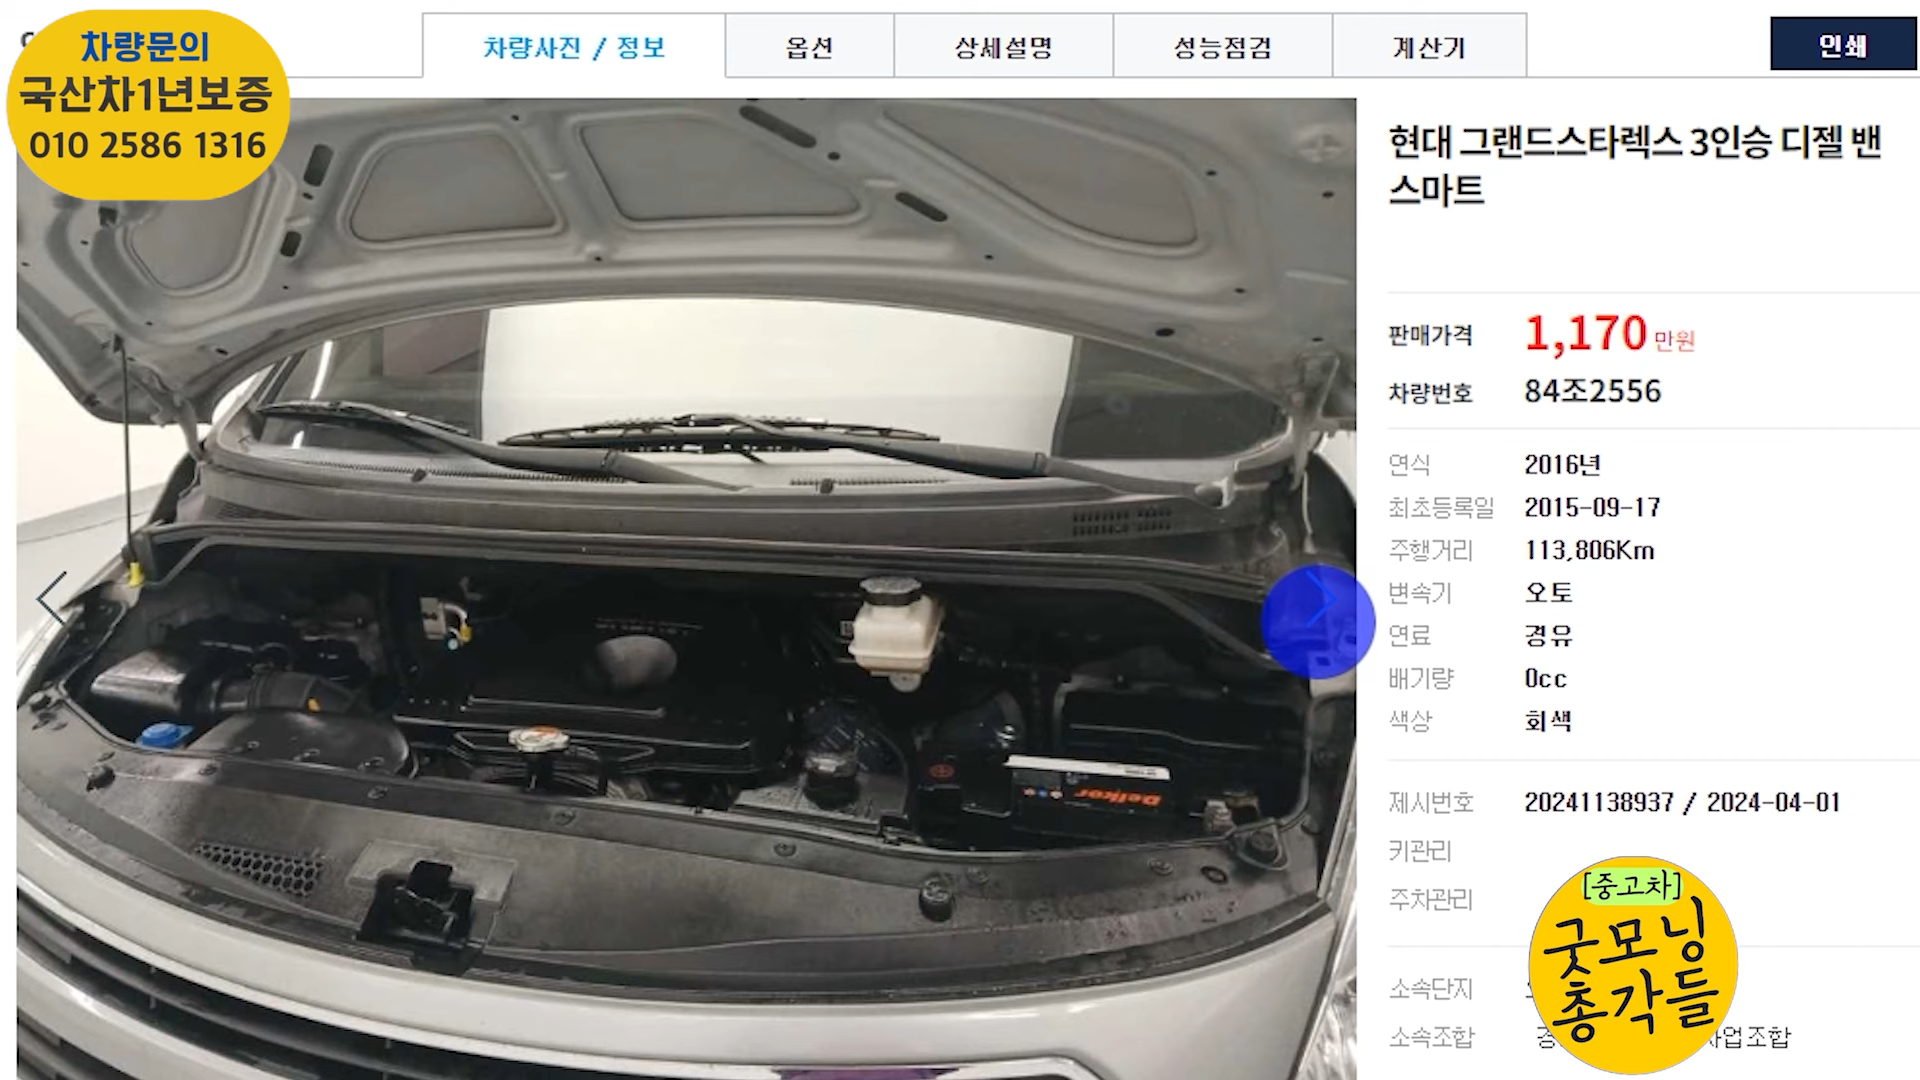 차량문의
국산차1년보증
010 2586 1316
차량사진 / 정보
옵션
상세설명
성능점검
계산기
인쇄
현대 그랜드스타렉스 3인승 디젤 밴
스마트
판매가격 1,170 만원
차량번호 84조2556
연식 2016년
최초등록일 2015-09-17
주행거리 113,806Km
변속기 오토
연료 경유
배기량 0cc
색상 회색
제시번호 20241138937 / 2024-04-01
키관리
주차관리
소속단지
소속조합 사업조합
[중고차]
굿모닝
총각들
Delkor